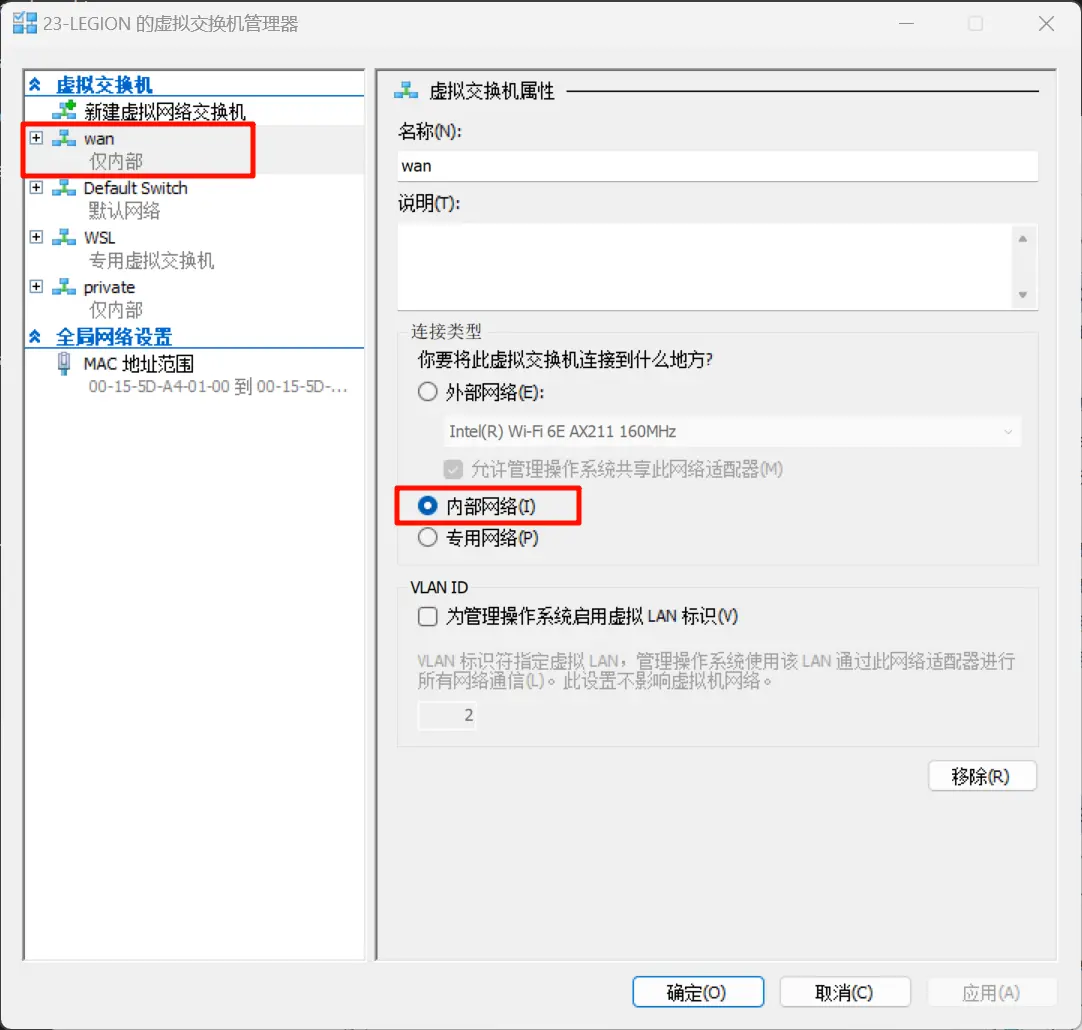 23-LEGION 的虚拟交换机管理器
虚拟交换机
新建虚拟网络交换机
wan
仅内部
Default Switch
默认网络
WSL
专用虚拟交换机
private
仅内部
全局网络设置
MAC 地址范围
00-15-5D-A4-01-00 到 00-15-5D-...
虚拟交换机属性
名称(N):
wan
说明(T):
连接类型
你要将此虚拟交换机连接到什么地方?
外部网络(E):
Intel(R) Wi-Fi 6E AX211 160MHz
允许管理操作系统共享此网络适配器(M)
内部网络(I)
专用网络(P)
VLAN ID
为管理操作系统启用虚拟 LAN 标识(V)
VLAN 标识符指定虚拟 LAN，管理操作系统使用该 LAN 通过此网络适配器进行
所有网络通信(L)。此设置不影响虚拟机网络。
2
移除(R)
确定(O)
取消(C)
应用(A)